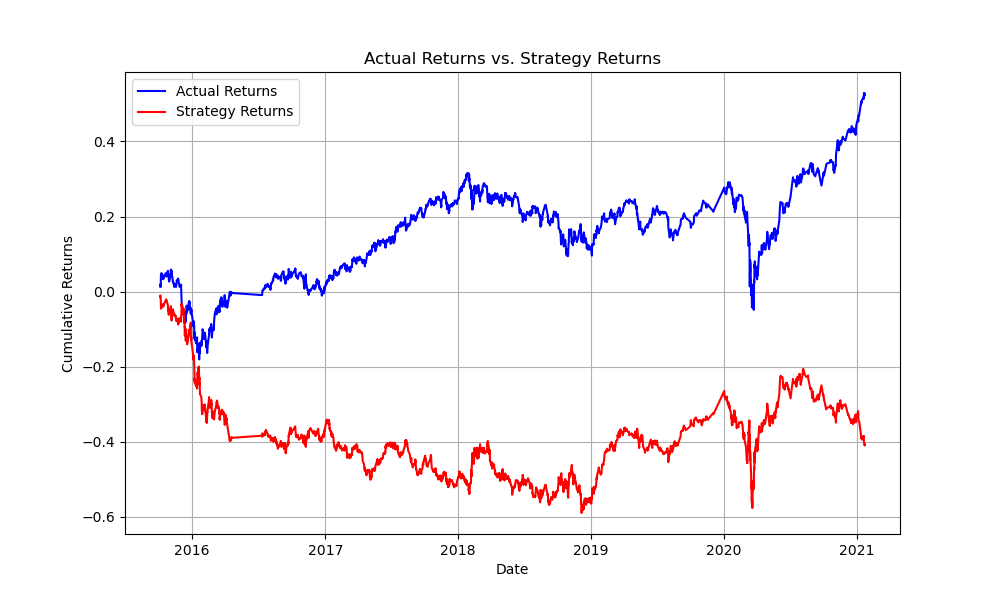 Actual Returns vs. Strategy Returns
Actual Returns
Strategy Returns
Cumulative Returns
0.4
0.2
0.0
−0.2
−0.4
−0.6
2016 2017 2018 2019 2020 2021
Date